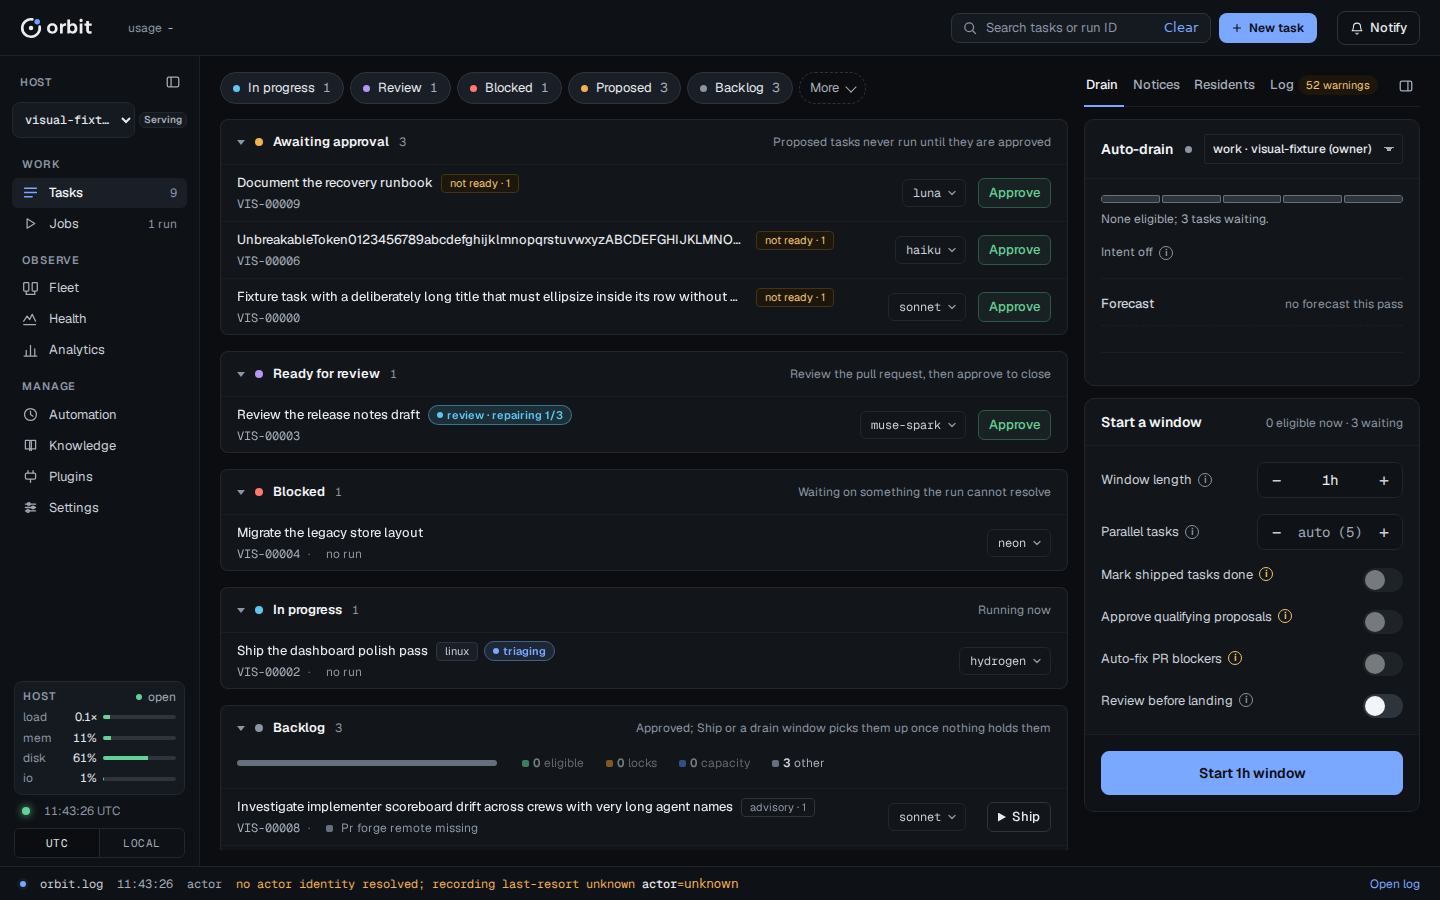 orbit
usage -
Search tasks or run ID
Clear
+ New task
Notify
HOST
visual-fixt...
Serving
WORK
Tasks 9
Jobs 1 run
OBSERVE
Fleet
Health
Analytics
MANAGE
Automation
Knowledge
Plugins
Settings
HOST open
load 0.1×
mem 11%
disk 61%
io 1%
11:43:26 UTC
UTC LOCAL
In progress 1
Review 1
Blocked 1
Proposed 3
Backlog 3
More
Awaiting approval 3
Proposed tasks never run until they are approved
Document the recovery runbook not ready · 1
VIS-00009
luna
Approve
UnbreakableToken0123456789abcdefghijklmnopqrstuvwxyzABCDEFGHIJKLMNO... not ready · 1
VIS-00006
haiku
Approve
Fixture task with a deliberately long title that must ellipsize inside its row without ... not ready · 1
VIS-00000
sonnet
Approve
Ready for review 1
Review the pull request, then approve to close
Review the release notes draft review · repairing 1/3
VIS-00003
muse-spark
Approve
Blocked 1
Waiting on something the run cannot resolve
Migrate the legacy store layout
VIS-00004 · no run
neon
In progress 1
Running now
Ship the dashboard polish pass linux triaging
VIS-00002 · no run
hydrogen
Backlog 3
Approved; Ship or a drain window picks them up once nothing holds them
0 eligible 0 locks 0 capacity 3 other
Investigate implementer scoreboard drift across crews with very long agent names advisory · 1
VIS-00008 · Pr forge remote missing
sonnet
Ship
Drain Notices Residents Log 52 warnings
Auto-drain
work · visual-fixture (owner)
None eligible; 3 tasks waiting.
Intent off
Forecast
no forecast this pass
Start a window
0 eligible now · 3 waiting
Window length − 1h +
Parallel tasks − auto (5) +
Mark shipped tasks done
Approve qualifying proposals
Auto-fix PR blockers
Review before landing
Start 1h window
orbit.log 11:43:26 actor no actor identity resolved; recording last-resort unknown actor=unknown
Open log